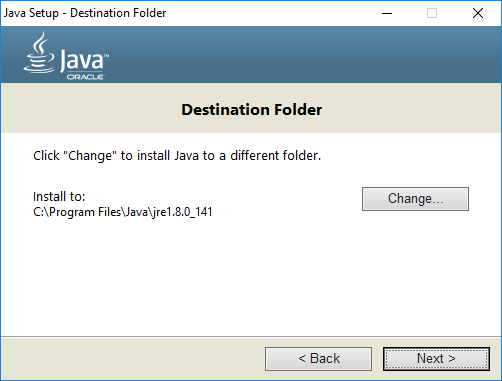 Java Setup - Destination Folder
Java™
ORACLE
Destination Folder
Click "Change" to install Java to a different folder.
Install to:
C:\Program Files\Java\jre1.8.0_141
Change...
< Back
Next >